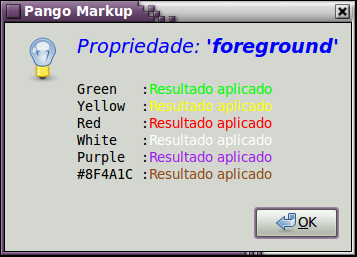 Pango Markup
Propriedade: 'foreground'
Green :Resultado aplicado
Yellow :Resultado aplicado
Red :Resultado aplicado
White :Resultado aplicado
Purple :Resultado aplicado
#8F4A1C :Resultado aplicado
OK